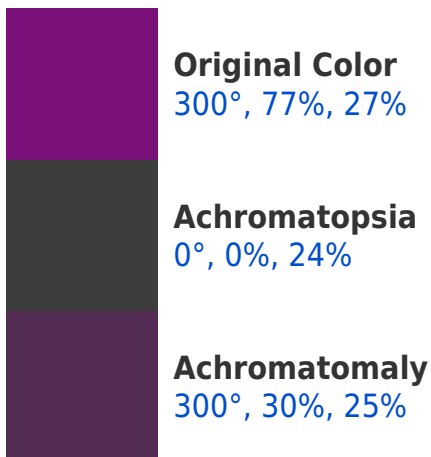 Original Color
300°, 77%, 27%
Achromatopsia
0°, 0%, 24%
Achromatomaly
300°, 30%, 25%